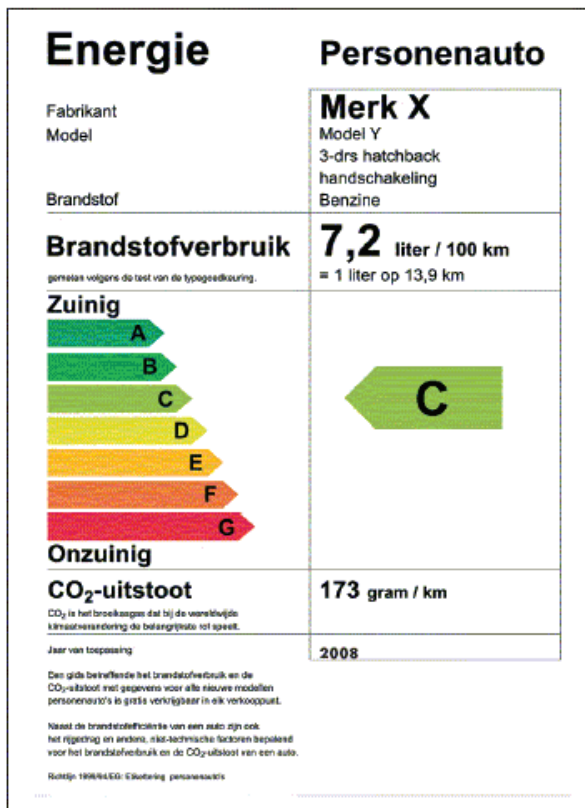 Energie
Personenauto
Fabrikant
Model
Merk X
Model Y
3-drs hatchback
handschakeling
Brandstof
Benzine
Brandstofverbruik
7,2 liter / 100 km
gemeten volgens de test van de typegoedkeuring.
= 1 liter op 13,9 km
Zuinig
A
B
C
D
E
F
G
C
Onzuinig
CO₂-uitstoot
173 gram / km
CO₂ is het broeikasgas dat bij de wereldwijde
klimaatverandering de belangrijkste rol speelt.
Jaar van toepassing
2008
Een gids betreffende het brandstofverbruik en de
CO₂-uitstoot met gegevens voor alle nieuwe modellen
personenauto's is gratis verkrijgbaar in elk verkooppunt.
Naast de brandstofefficiëntie van een auto zijn ook
het rijgedrag en andere, niet-technische factoren bepalend
voor het brandstofverbruik en de CO₂-uitstoot van een auto.
Richtlijn 1999/94/EG: Etikettering personenauto's